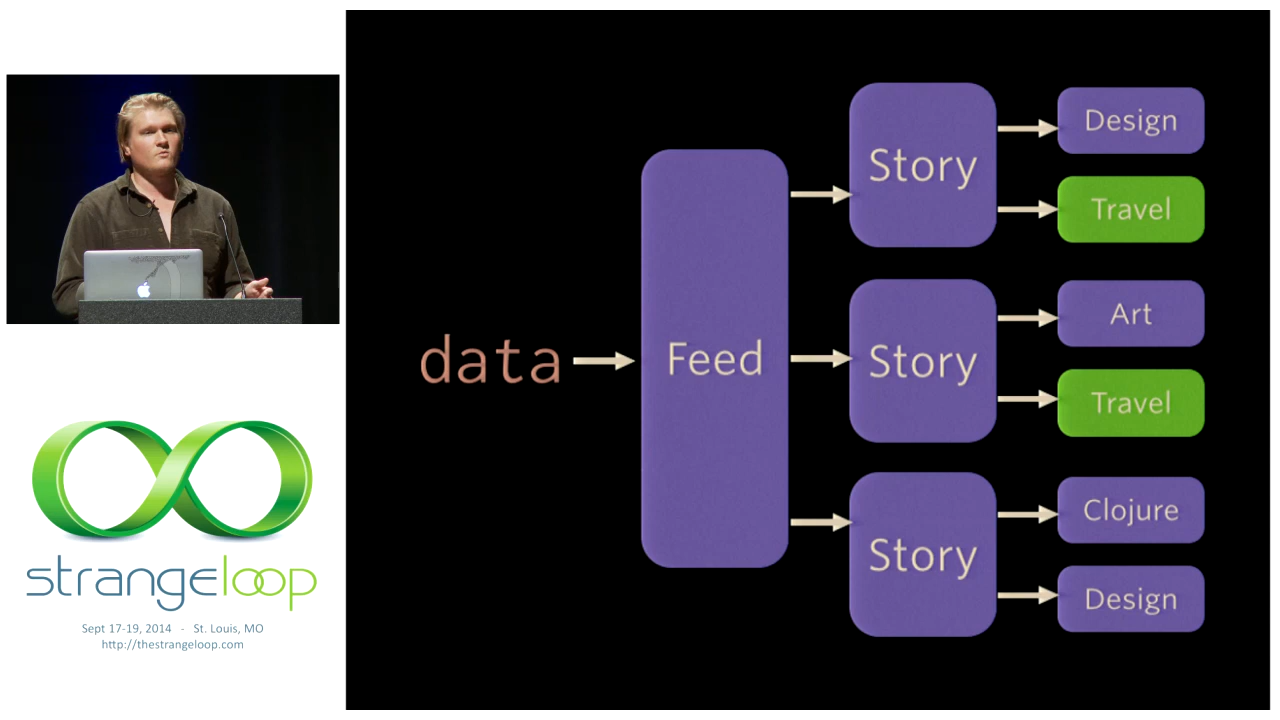 strangeloop
Sept 17-19, 2014 - St. Louis, MO
http://thestrangeloop.com
data
Feed
Story
Design
Travel
Story
Art
Travel
Story
Clojure
Design